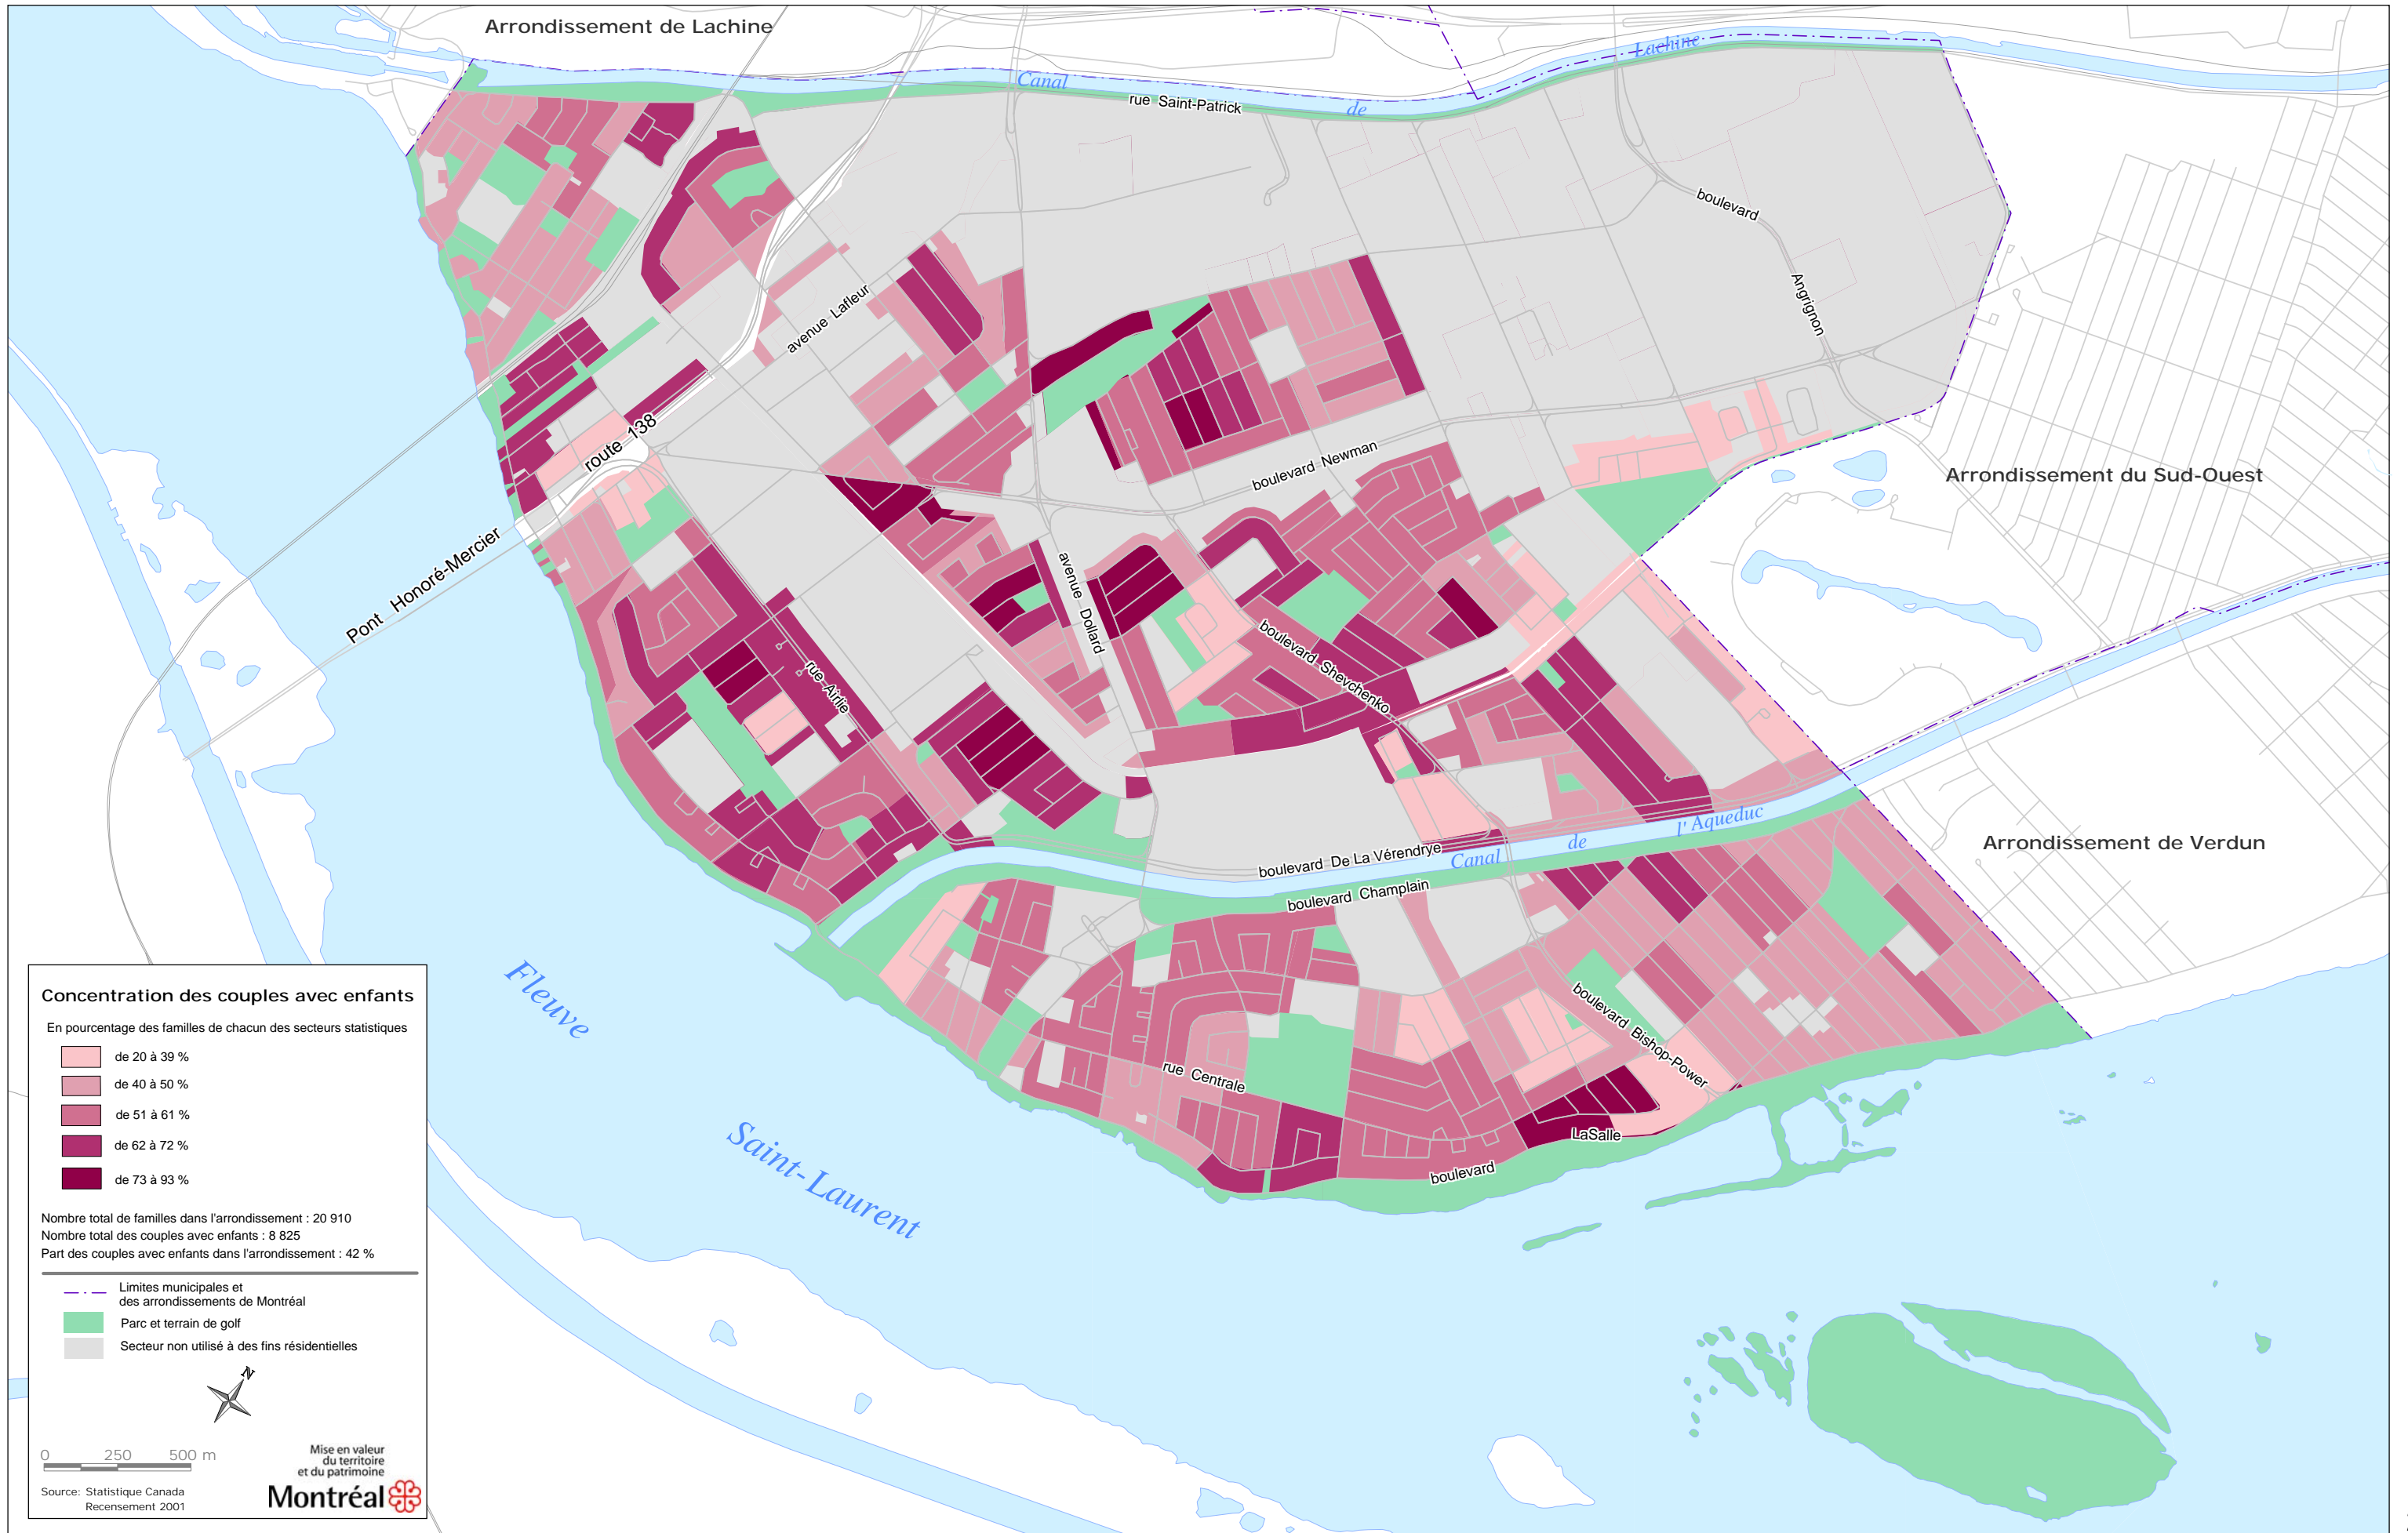 Arrondissement de Lachine
Canal
de
Lachine
rue Saint-Patrick
boulevard
Angrignon
avenue Lafleur
route 138
boulevard Newman
Arrondissement du Sud-Ouest
Pont Honoré-Mercier
avenue Dollard
boulevard Shevchenko
rue Airlie
l' Aqueduc
Arrondissement de Verdun
boulevard De La Vérendrye
Canal
de
boulevard Champlain
Fleuve
Saint-Laurent
boulevard Bishop-Power
rue Centrale
LaSalle
boulevard
Concentration des couples avec enfants
En pourcentage des familles de chacun des secteurs statistiques
de 20 à 39 %
de 40 à 50 %
de 51 à 61 %
de 62 à 72 %
de 73 à 93 %
Nombre total de familles dans l'arrondissement : 20 910
Nombre total des couples avec enfants : 8 825
Part des couples avec enfants dans l'arrondissement : 42 %
Limites municipales et
des arrondissements de Montréal
Parc et terrain de golf
Secteur non utilisé à des fins résidentielles
N
0 250 500 m
Mise en valeur
du territoire
et du patrimoine
Montréal
Source: Statistique Canada
Recensement 2001